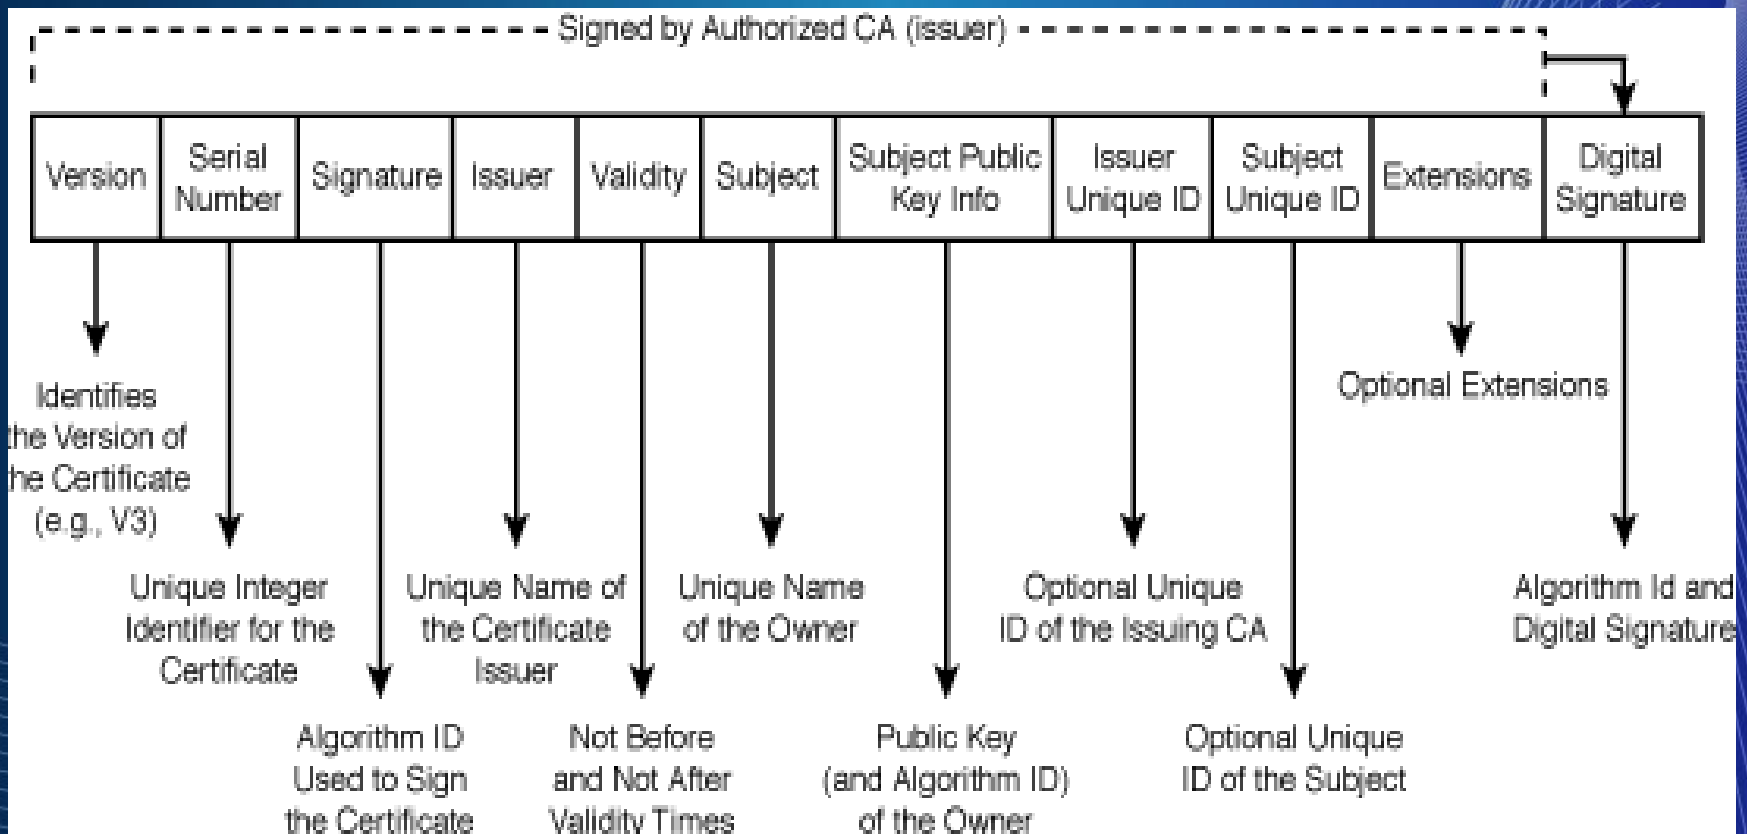 Signed by Authorized CA (issuer)
Version
Serial
Number
Signature
Issuer
Validity
Subject
Subject Public
Key Info
Issuer
Unique ID
Subject
Unique ID
Extensions
Digital
Signature
Identifies
the Version of
the Certificate
(e.g., V3)
Unique Integer
Identifier for the
Certificate
Algorithm ID
Used to Sign
the Certificate
Unique Name of
the Certificate
Issuer
Not Before
and Not After
Validity Times
Unique Name
of the Owner
Public Key
(and Algorithm ID)
of the Owner
Optional Unique
ID of the Issuing CA
Optional Unique
ID of the Subject
Optional Extensions
Algorithm Id and
Digital Signature